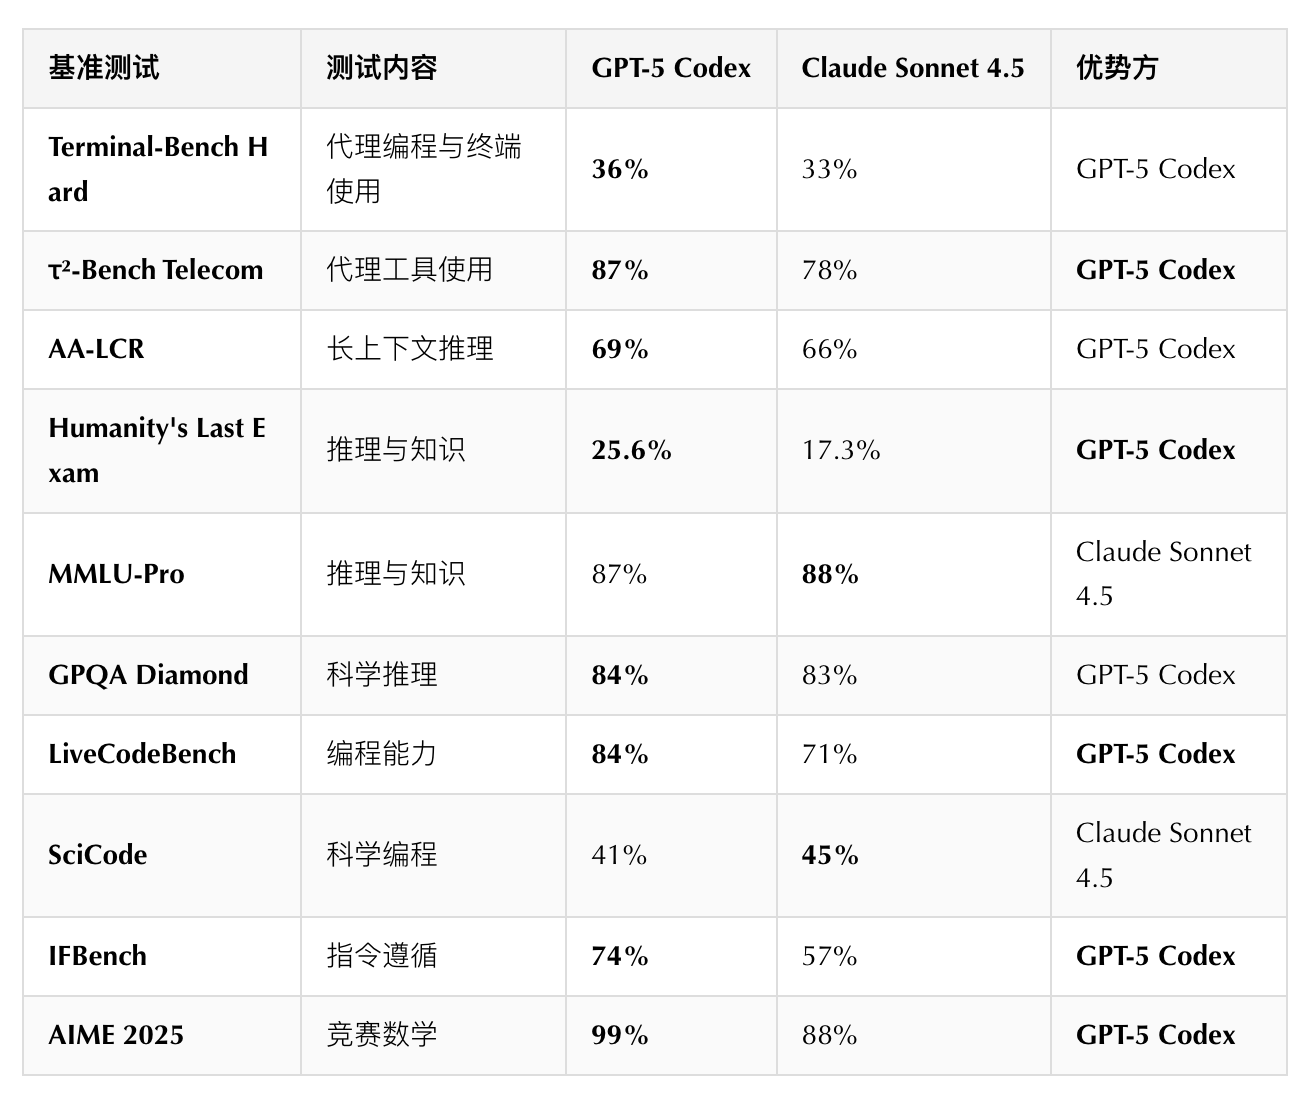 基准测试 测试内容 GPT-5 Codex Claude Sonnet 4.5 优势方
Terminal-Bench H
ard 代理编程与终端
使用 36% 33% GPT-5 Codex
τ²-Bench Telecom 代理工具使用 87% 78% GPT-5 Codex
AA-LCR 长上下文推理 69% 66% GPT-5 Codex
Humanity's Last E
xam 推理与知识 25.6% 17.3% GPT-5 Codex
MMLU-Pro 推理与知识 87% 88% Claude Sonnet
4.5
GPQA Diamond 科学推理 84% 83% GPT-5 Codex
LiveCodeBench 编程能力 84% 71% GPT-5 Codex
SciCode 科学编程 41% 45% Claude Sonnet
4.5
IFBench 指令遵循 74% 57% GPT-5 Codex
AIME 2025 竞赛数学 99% 88% GPT-5 Codex